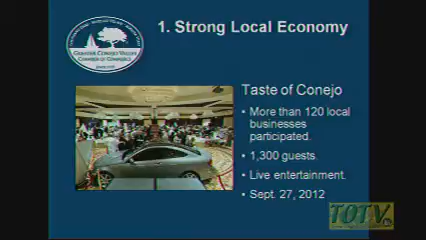 1. Strong Local Economy
GREATER CONEJO VALLEY
CHAMBER OF COMMERCE
Taste of Conejo
• More than 120 local
businesses
participated.
• 1,300 guests.
• Live entertainment.
• Sept. 27, 2012
TOTV